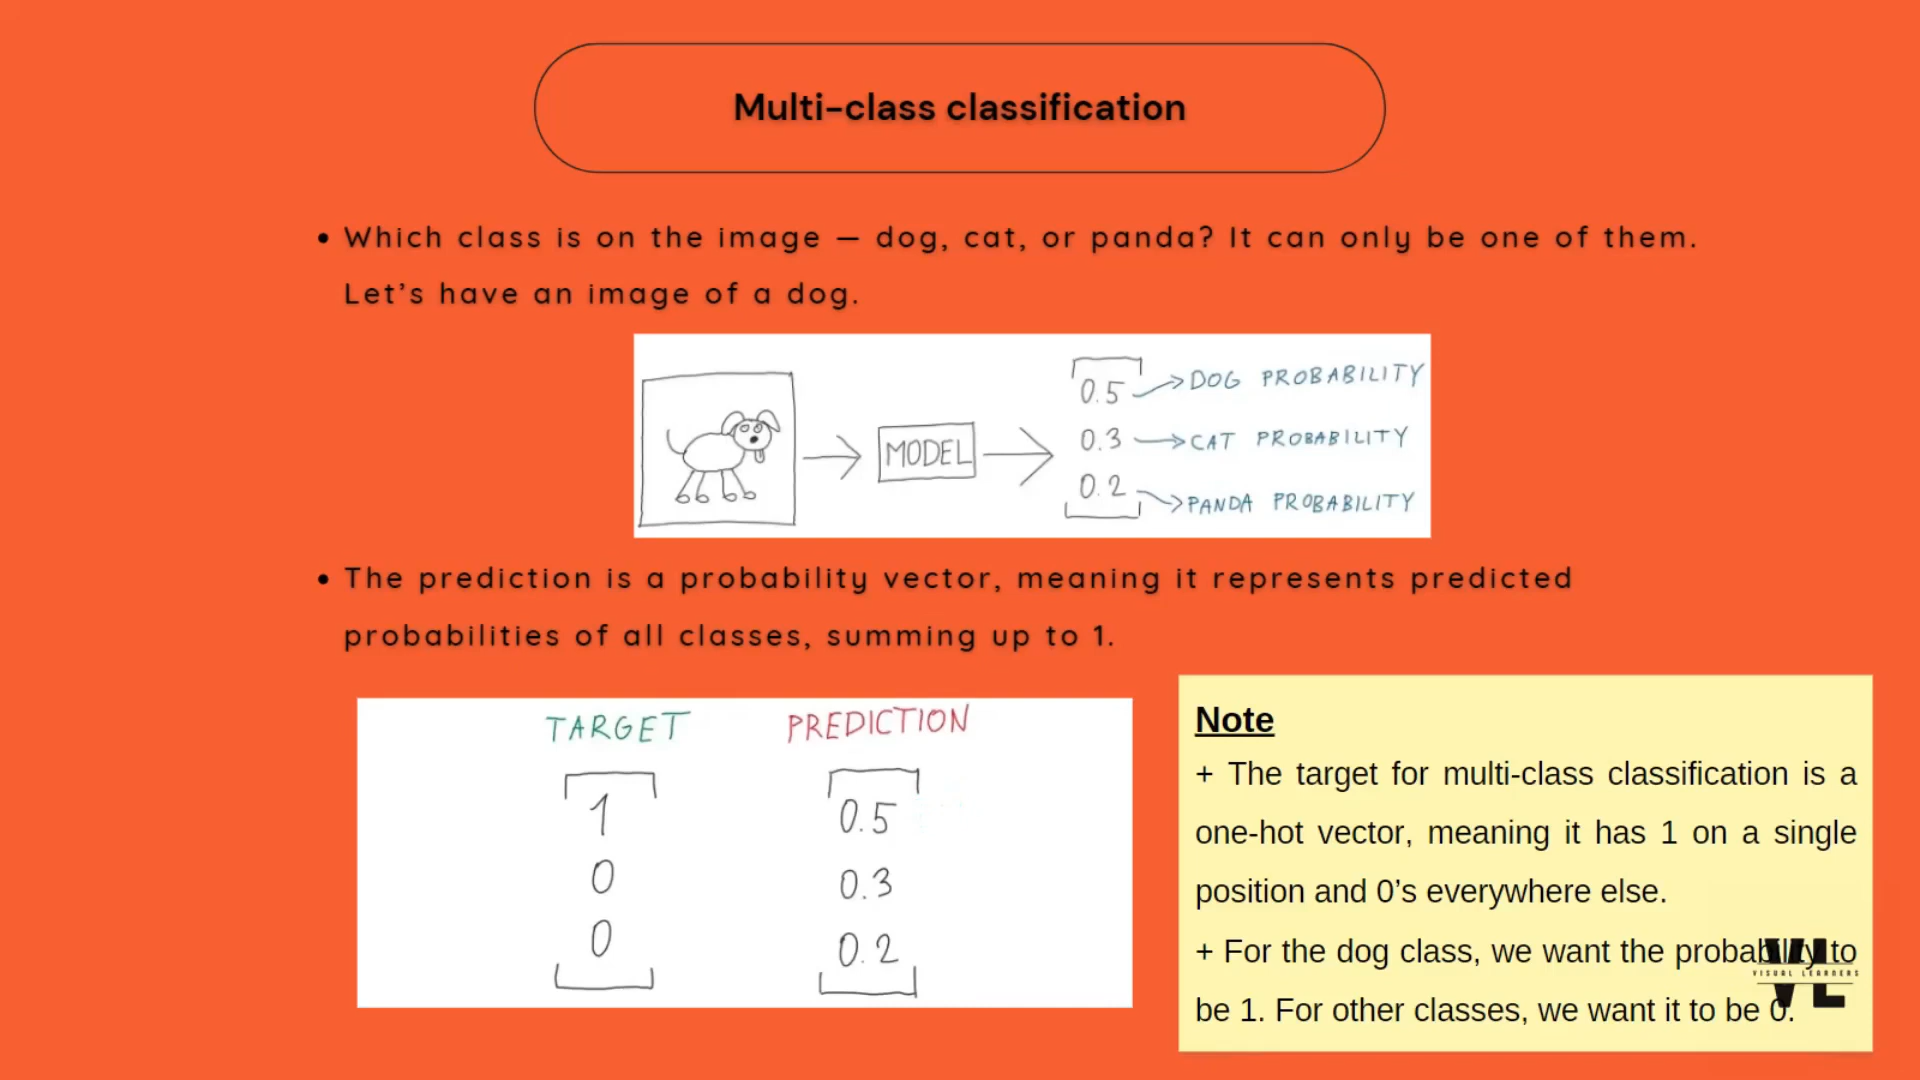 Multi-class classification
• Which class is on the image — dog, cat, or panda? It can only be one of them.
Let’s have an image of a dog.
MODEL
0.5
DOG PROBABILITY
0.3
CAT PROBABILITY
0.2
PANDA PROBABILITY
• The prediction is a probability vector, meaning it represents predicted
probabilities of all classes, summing up to 1.
TARGET PREDICTION
1 0.5
0 0.3
0 0.2
Note
+ The target for multi-class classification is a
one-hot vector, meaning it has 1 on a single
position and 0’s everywhere else.
+ For the dog class, we want the probability to
be 1. For other classes, we want it to be 0.
VL
VISUAL LEARNERS